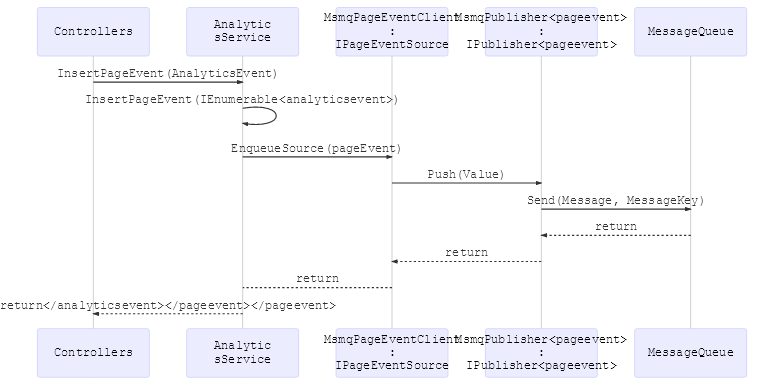 Controllers
Analytic
sService
MsmqPageEventClient
:
IPageEventSource
MsmqPublisher<pageevent>
:
IPublisher<pageevent>
MessageQueue
InsertPageEvent(AnalyticsEvent)
InsertPageEvent(IEnumerable<analyticsevent>)
EnqueueSource(pageEvent)
Push(Value)
Send(Message, MessageKey)
return
return
return
return</analyticsevent></pageevent></pageevent>
Controllers
Analytic
sService
MsmqPageEventClient
:
IPageEventSource
MsmqPublisher<pageevent>
:
IPublisher<pageevent>
MessageQueue